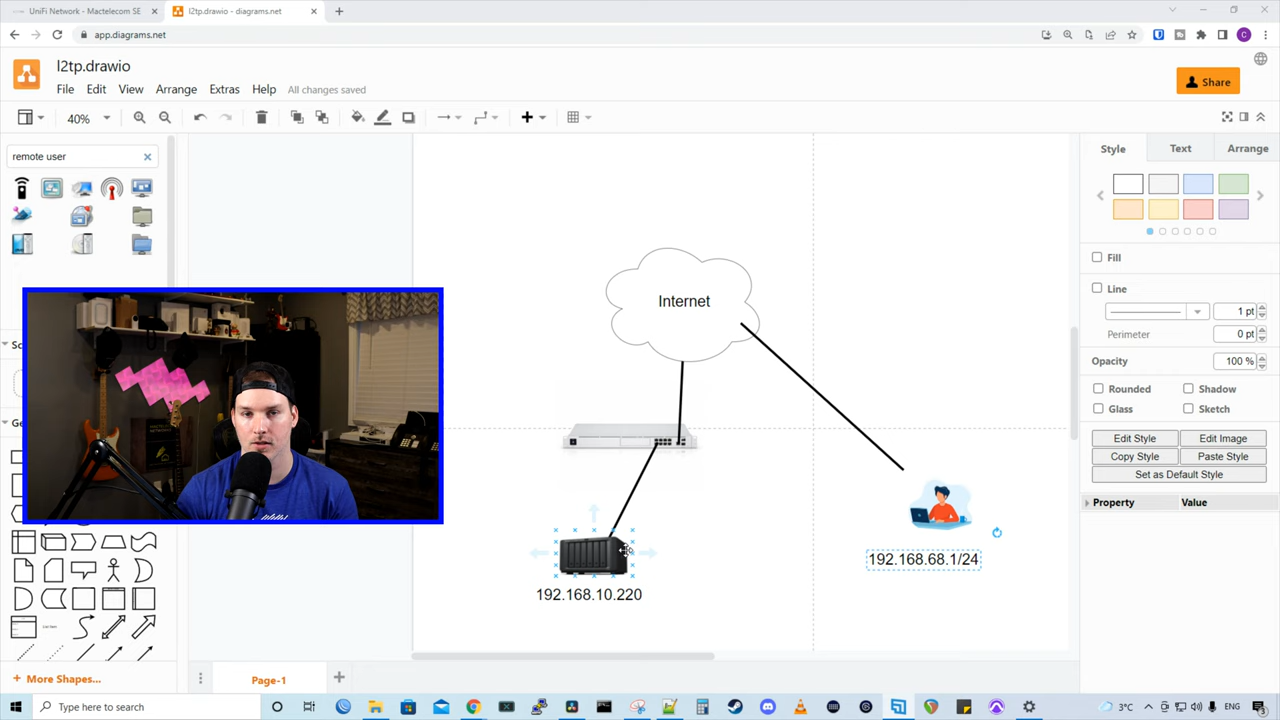 UniFi Network - Mactelecom SE
l2tp.drawio - diagrams.net
app.diagrams.net
C
l2tp.drawio
File Edit View Arrange Extras Help All changes saved
Share
40%
remote user
Style Text Arrange
Fill
Line
1 pt
Perimeter
0 pt
Opacity
100 %
Rounded
Shadow
Glass
Sketch
Edit Style
Edit Image
Copy Style
Paste Style
Set as Default Style
Property
Value
Internet
192.168.68.1/24
192.168.10.220
+ More Shapes...
Page-1
Type here to search
3°C